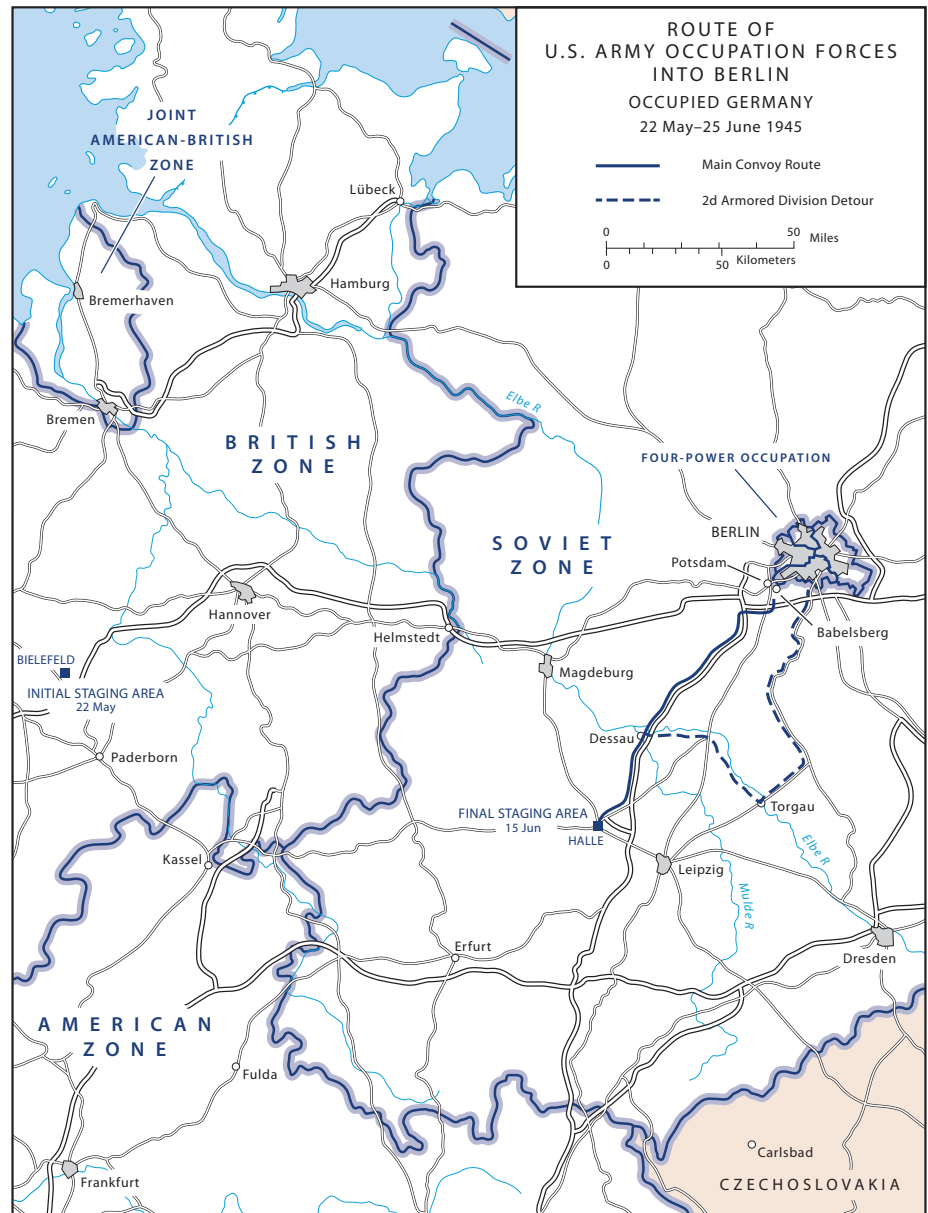 ROUTE OF
U.S. ARMY OCCUPATION FORCES
INTO BERLIN
OCCUPIED GERMANY
22 May–25 June 1945
Main Convoy Route
2d Armored Division Detour
0 50 Miles
0 50 Kilometers
JOINT
AMERICAN-BRITISH
ZONE
Lübeck
Hamburg
Bremerhaven
Bremen
Elbe R
BRITISH
ZONE
FOUR-POWER OCCUPATION
BERLIN
SOVIET
ZONE
Potsdam
Hannover
Helmstedt
Babelsberg
BIELEFELD
INITIAL STAGING AREA
22 May
Magdeburg
Dessau
Paderborn
Torgau
FINAL STAGING AREA
15 Jun
HALLE
Elbe R
Kassel
Leipzig
Mulde R
Erfurt
Dresden
AMERICAN
ZONE
Fulda
Carlsbad
Frankfurt
CZECHOSLOVAKIA